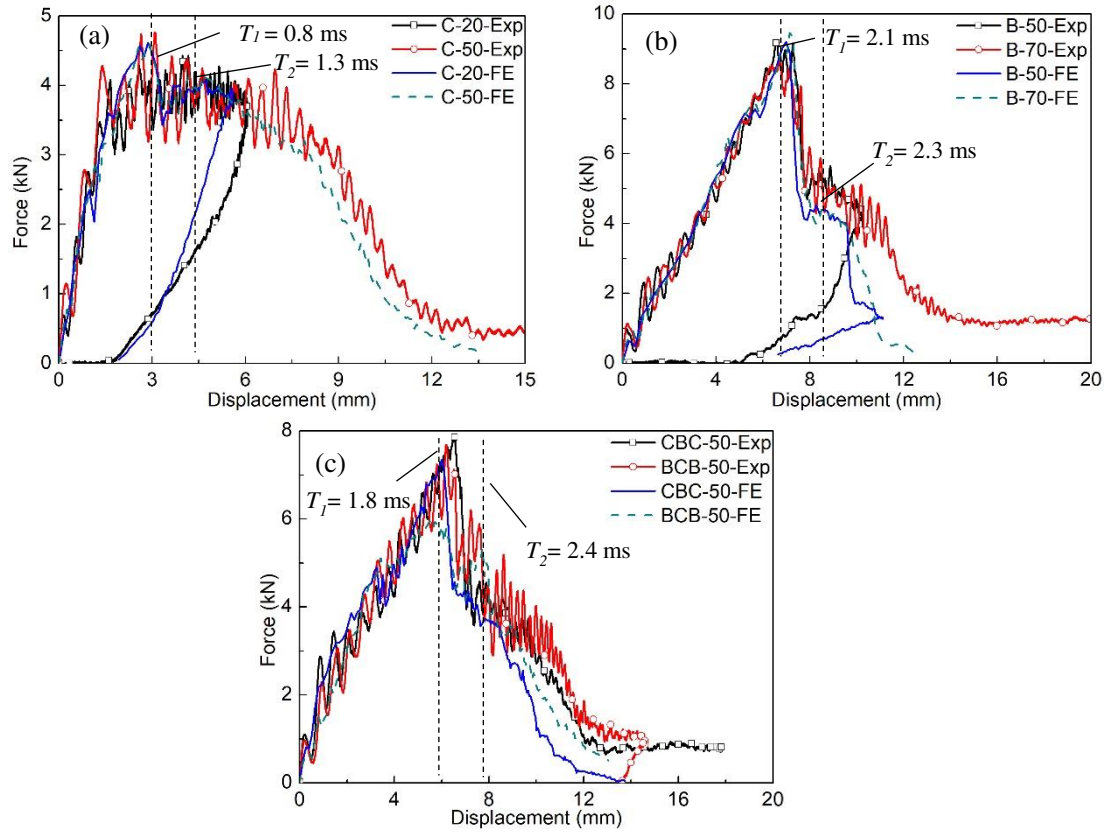 (a)
T1 = 0.8 ms
T2 = 1.3 ms
C-20-Exp
C-50-Exp
C-20-FE
C-50-FE
5
4
3
2
1
0
Force (kN)
0 3 6 9 12 15
Displacement (mm)
(b)
T1 = 2.1 ms
T2 = 2.3 ms
B-50-Exp
B-70-Exp
B-50-FE
B-70-FE
10
8
6
4
2
0
Force (kN)
0 4 8 12 16 20
Displacement (mm)
(c)
T1 = 1.8 ms
T2 = 2.4 ms
CBC-50-Exp
BCB-50-Exp
CBC-50-FE
BCB-50-FE
8
6
4
2
0
Force (kN)
0 4 8 12 16 20
Displacement (mm)